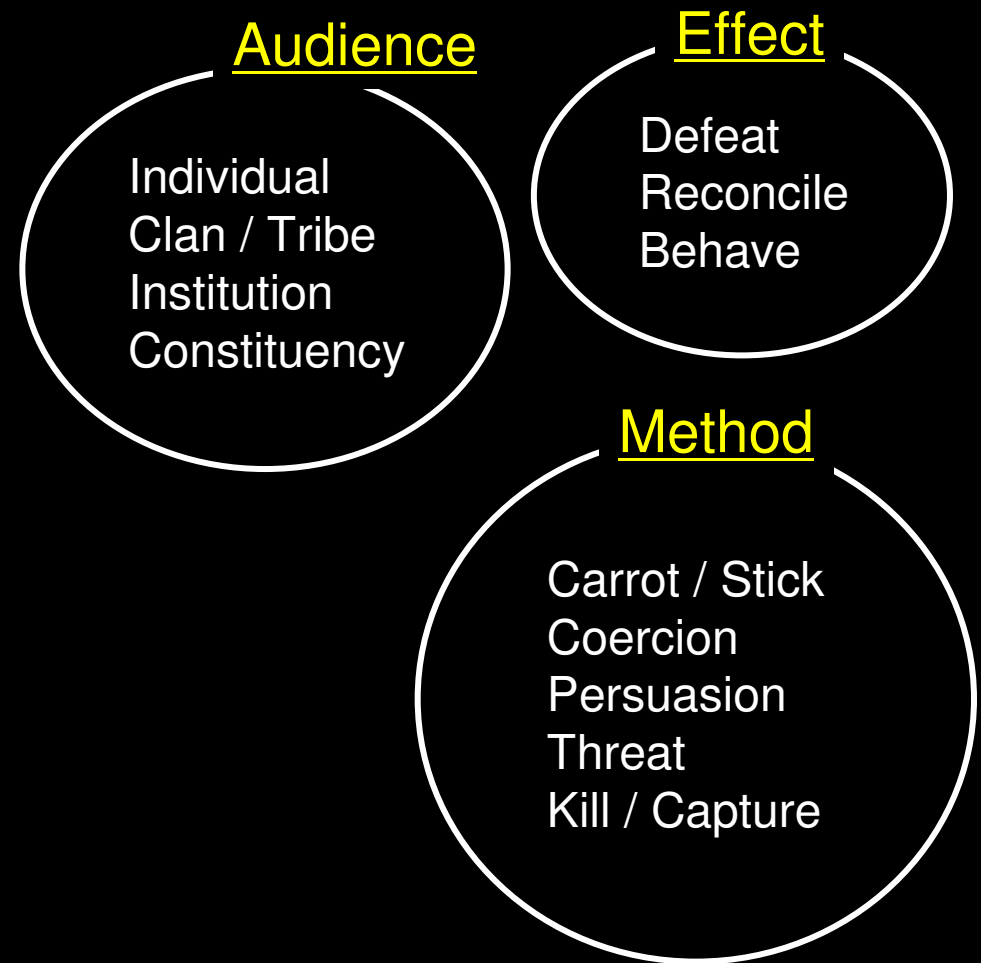 Audience
Individual
Clan / Tribe
Institution
Constituency
Effect
Defeat
Reconcile
Behave
Method
Carrot / Stick
Coercion
Persuasion
Threat
Kill / Capture